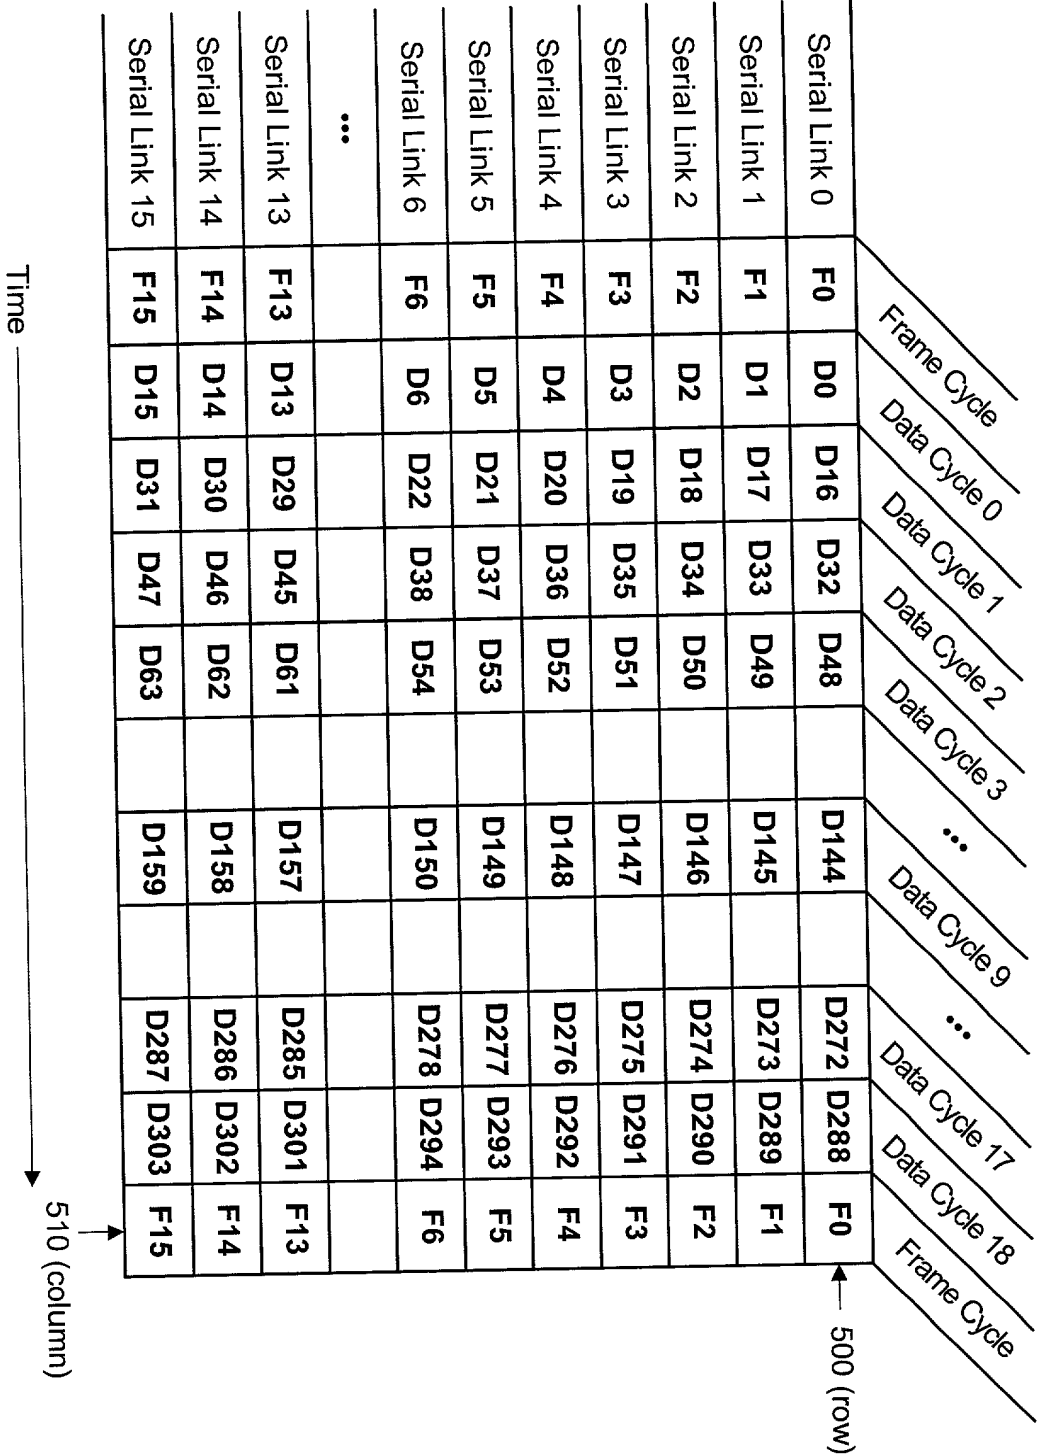 Frame Cycle
Data Cycle 0
Data Cycle 1
Data Cycle 2
Data Cycle 3
•••
Data Cycle 9
•••
Data Cycle 17
Data Cycle 18
Frame Cycle
Serial Link 0 F0 D0 D16 D32 D48 D144 D272 D288 F0
500 (row)
Serial Link 1 F1 D1 D17 D33 D49 D145 D273 D289 F1
Serial Link 2 F2 D2 D18 D34 D50 D146 D274 D290 F2
Serial Link 3 F3 D3 D19 D35 D51 D147 D275 D291 F3
Serial Link 4 F4 D4 D20 D36 D52 D148 D276 D292 F4
Serial Link 5 F5 D5 D21 D37 D53 D149 D277 D293 F5
Serial Link 6 F6 D6 D22 D38 D54 D150 D278 D294 F6
•••
Serial Link 13 F13 D13 D29 D45 D61 D157 D285 D301 F13
Serial Link 14 F14 D14 D30 D46 D62 D158 D286 D302 F14
Serial Link 15 F15 D15 D31 D47 D63 D159 D287 D303 F15
510 (column)
Time